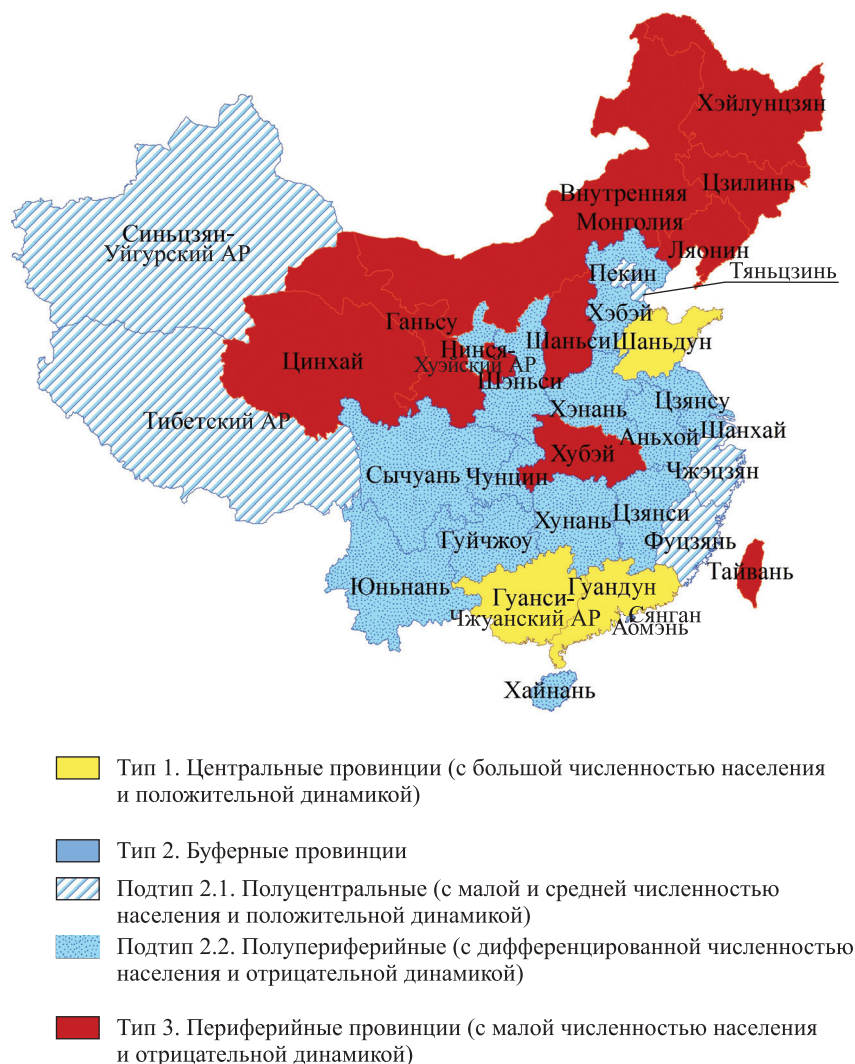 Хэйлунцзян
Цзилинь
Внутренняя
Монголия
Ляонин
Синьцзян-
Уйгурский АР
Пекин
Тяньцзинь
Хэбэй
Ганьсу
Шаньси
Шаньдун
Цинхай
Нинся-
Хуэйский АР
Шэньси
Хэнань
Цзянсу
Тибетский АР
Аньхой
Шанхай
Хубэй
Сычуань
Чунцин
Чжэцзян
Хунань
Цзянси
Гуйчжоу
Фуцзянь
Тайвань
Юньнань
Гуандун
Гуанси-
Чжуанский АР
Сянган
Аомэнь
Хайнань
Тип 1. Центральные провинции (с большой численностью населения
и положительной динамикой)
Тип 2. Буферные провинции
Подтип 2.1. Полуцентральные (с малой и средней численностью
населения и положительной динамикой)
Подтип 2.2. Полупериферийные (с дифференцированной численностью
населения и отрицательной динамикой)
Тип 3. Периферийные провинции (с малой численностью населения
и отрицательной динамикой)